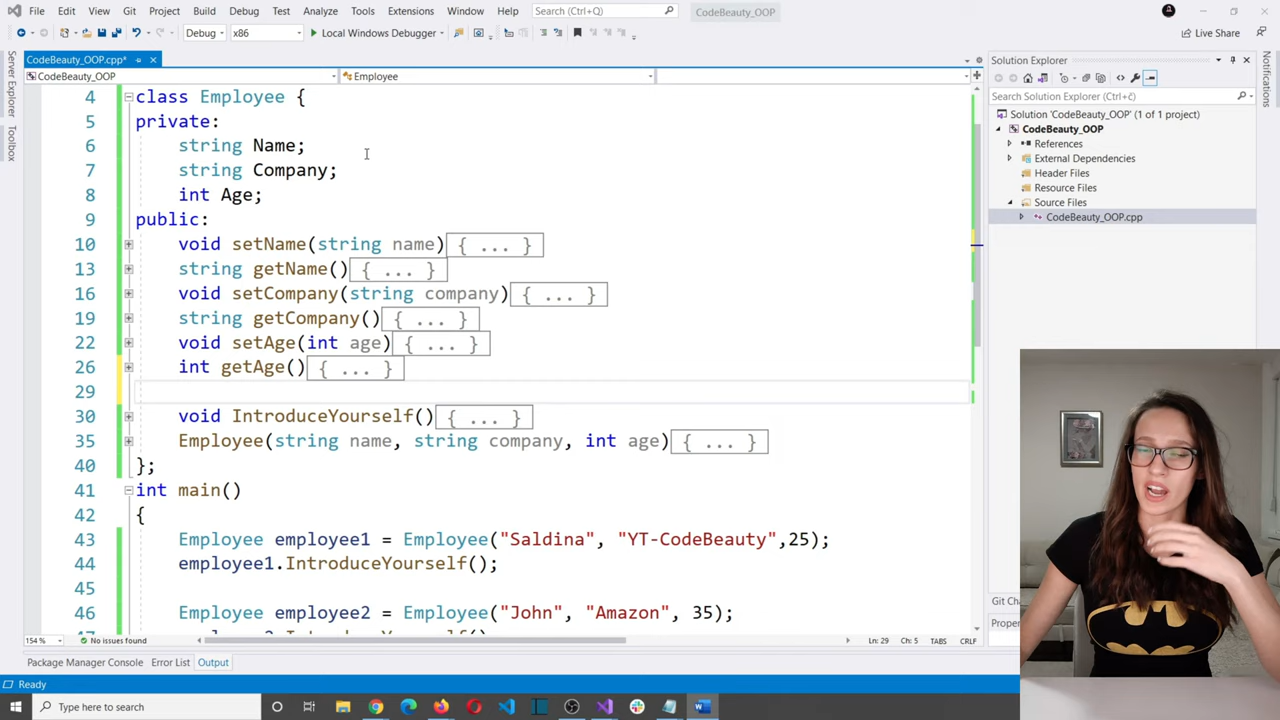 File Edit View Git Project Build Debug Test Analyze Tools Extensions Window Help Search (Ctrl+Q) CodeBeauty_OOP
Debug x86 Local Windows Debugger Live Share
Server Explorer
Toolbox
CodeBeauty_OOP.cpp*
CodeBeauty_OOP Employee
4 class Employee {
5 private:
6 string Name;
7 string Company;
8 int Age;
9 public:
10 void setName(string name){ ... }
13 string getName(){ ... }
16 void setCompany(string company){ ... }
19 string getCompany(){ ... }
22 void setAge(int age){ ... }
26 int getAge(){ ... }
29
30 void IntroduceYourself(){ ... }
35 Employee(string name, string company, int age){ ... }
40 };
41 int main()
42 {
43 Employee employee1 = Employee("Saldina", "YT-CodeBeauty",25);
44 employee1.IntroduceYourself();
45
46 Employee employee2 = Employee("John", "Amazon", 35);
154 % No issues found Ln: 29 Ch: 5 TABS CRLF
Package Manager Console Error List Output
Ready
Type here to search
Solution Explorer
Search Solution Explorer (Ctrl+č)
Solution 'CodeBeauty_OOP' (1 of 1 project)
CodeBeauty_OOP
References
External Dependencies
Header Files
Resource Files
Source Files
CodeBeauty_OOP.cpp
Notifications